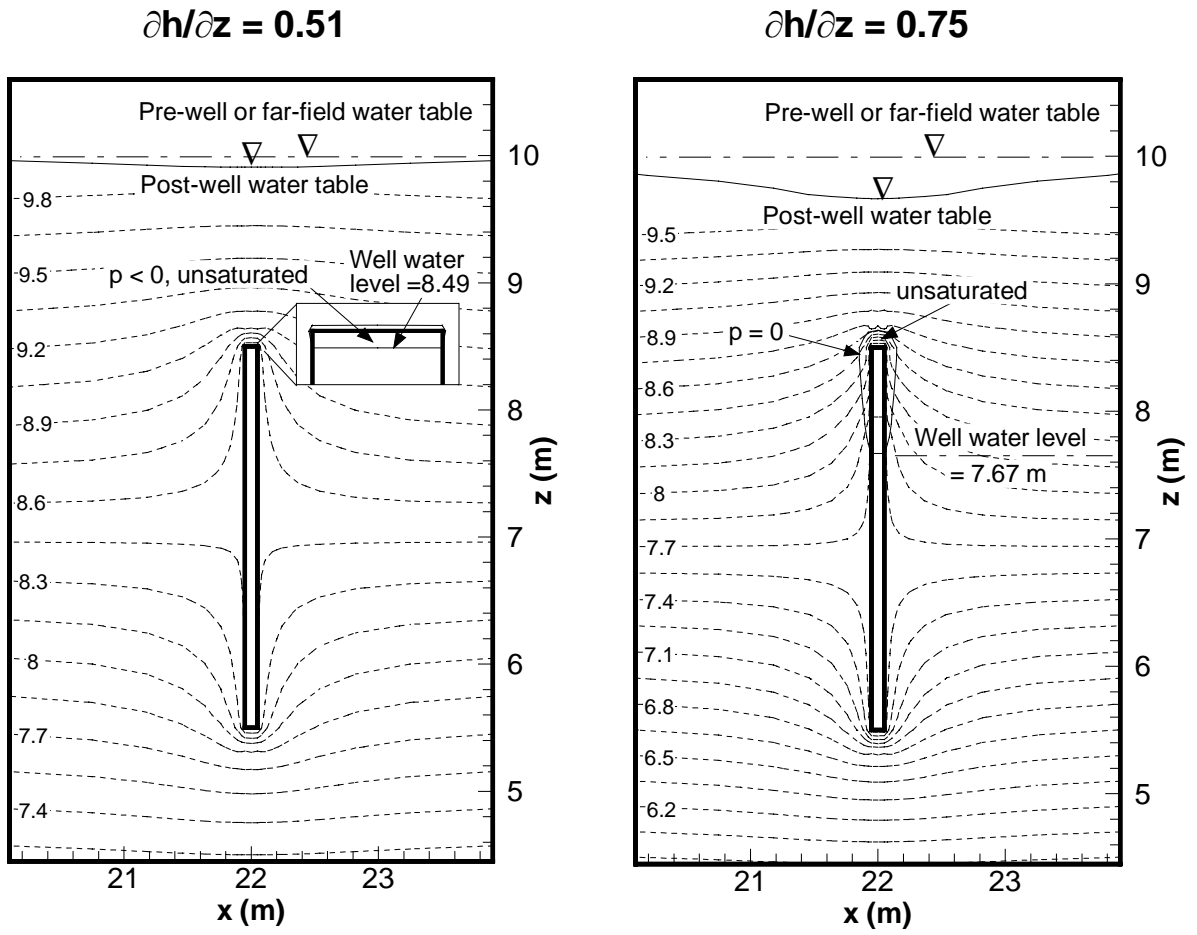 ∂h/∂z = 0.51
Pre-well or far-field water table
Post-well water table
9.8
9.5
9.2
8.9
8.6
8.3
8
7.7
7.4
p < 0, unsaturated
Well water
level =8.49
10
9
8
7
6
5
z (m)
21
22
23
x (m)
∂h/∂z = 0.75
Pre-well or far-field water table
Post-well water table
9.5
9.2
8.9
8.6
8.3
8
7.7
7.4
7.1
6.8
6.5
6.2
unsaturated
p = 0
Well water level
= 7.67 m
10
9
8
7
6
5
z (m)
21
22
23
x (m)